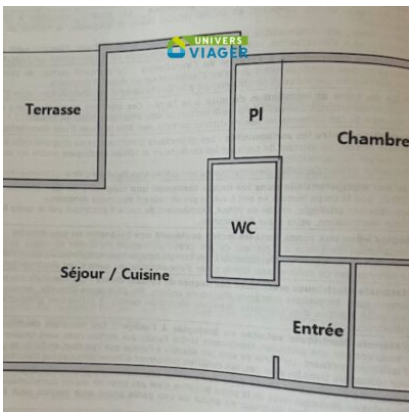 UNIVERS
VIAGER
Terrasse
Pl
Chambre
WC
Séjour / Cuisine
Entrée